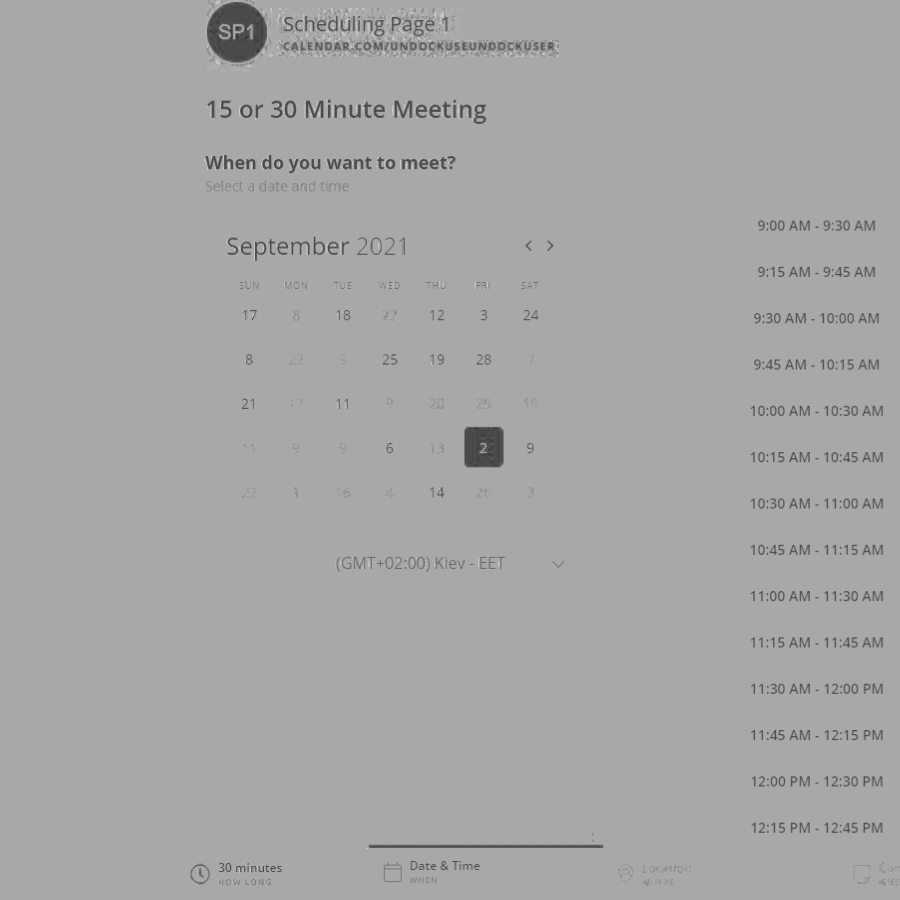 SP1
Scheduling Page 1
CALENDAR.COM/UNDOCKUSEUNDOCKUSER
15 or 30 Minute Meeting
When do you want to meet?
Select a date and time
September 2021
SUN MON TUE WED THU FRI SAT
17 8 18 27 12 3 24
8 22 5 25 19 28 7
21 17 11 9 20 25 19
11 9 9 6 13 2 9
22 1 16 4 14 26 3
(GMT+02:00) Kiev - EET
9:00 AM - 9:30 AM
9:15 AM - 9:45 AM
9:30 AM - 10:00 AM
9:45 AM - 10:15 AM
10:00 AM - 10:30 AM
10:15 AM - 10:45 AM
10:30 AM - 11:00 AM
10:45 AM - 11:15 AM
11:00 AM - 11:30 AM
11:15 AM - 11:45 AM
11:30 AM - 12:00 PM
11:45 AM - 12:15 PM
12:00 PM - 12:30 PM
12:15 PM - 12:45 PM
30 minutes
HOW LONG
Date & Time
WHEN
Location
WHERE